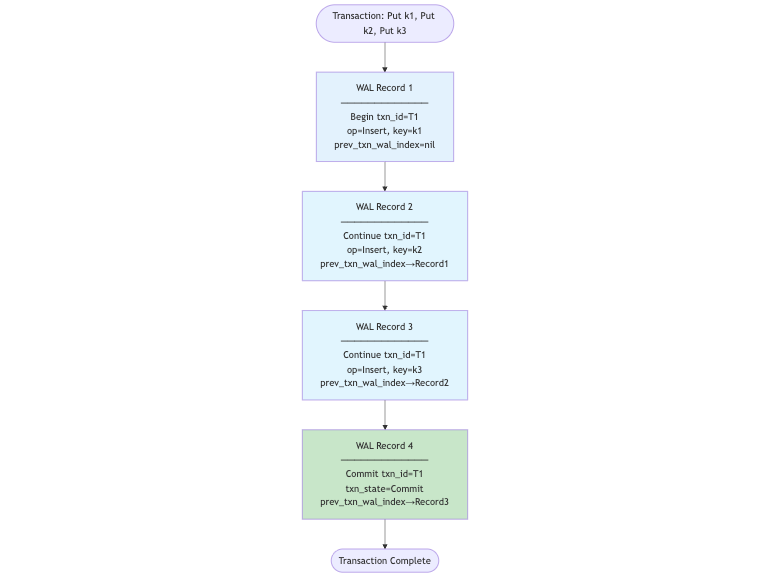 Transaction: Put k1, Put
k2, Put k3
WAL Record 1
────────────────
Begin txn_id=T1
op=Insert, key=k1
prev_txn_wal_index=nil
WAL Record 2
────────────────
Continue txn_id=T1
op=Insert, key=k2
prev_txn_wal_index→Record1
WAL Record 3
────────────────
Continue txn_id=T1
op=Insert, key=k3
prev_txn_wal_index→Record2
WAL Record 4
────────────────
Commit txn_id=T1
txn_state=Commit
prev_txn_wal_index→Record3
Transaction Complete